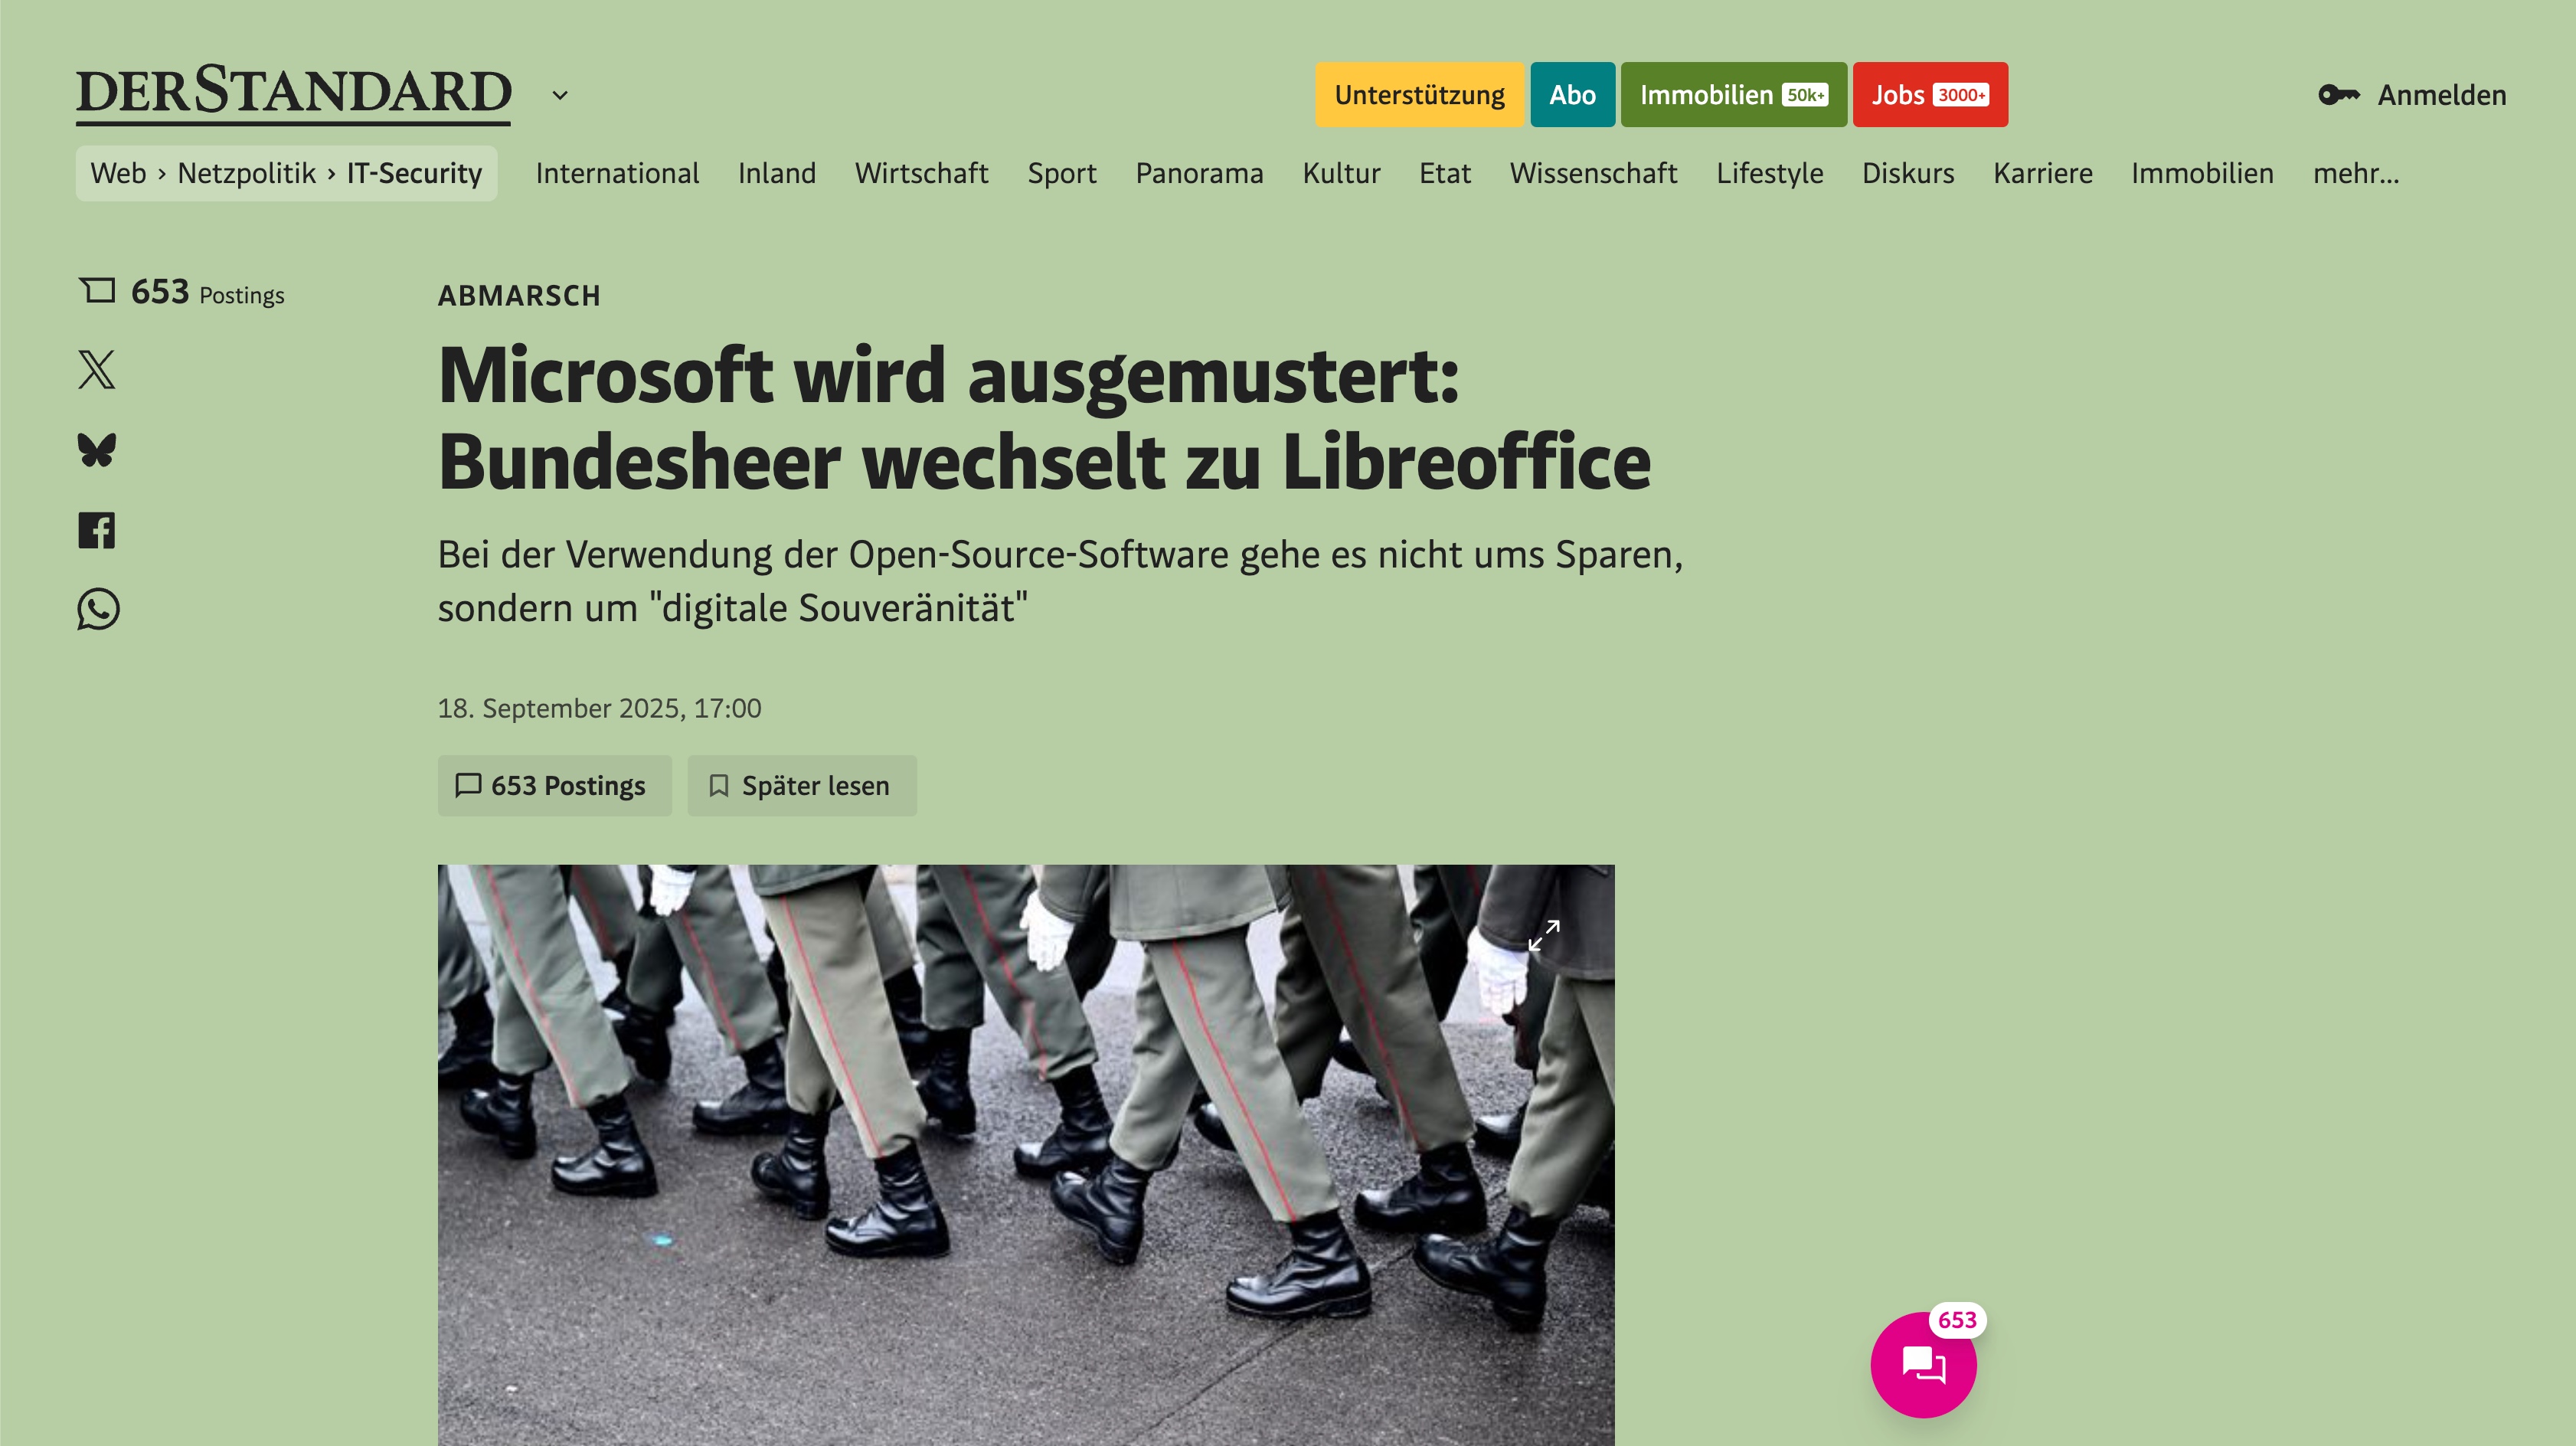 DERSTANDARD
Unterstützung
Abo
Immobilien 50k+
Jobs 3000+
Anmelden
Web › Netzpolitik › IT-Security
International
Inland
Wirtschaft
Sport
Panorama
Kultur
Etat
Wissenschaft
Lifestyle
Diskurs
Karriere
Immobilien
mehr...
653 Postings
ABMARSCH
Microsoft wird ausgemustert:
Bundesheer wechselt zu Libreoffice
Bei der Verwendung der Open-Source-Software gehe es nicht ums Sparen,
sondern um "digitale Souveränität"
18. September 2025, 17:00
653 Postings
Später lesen
653